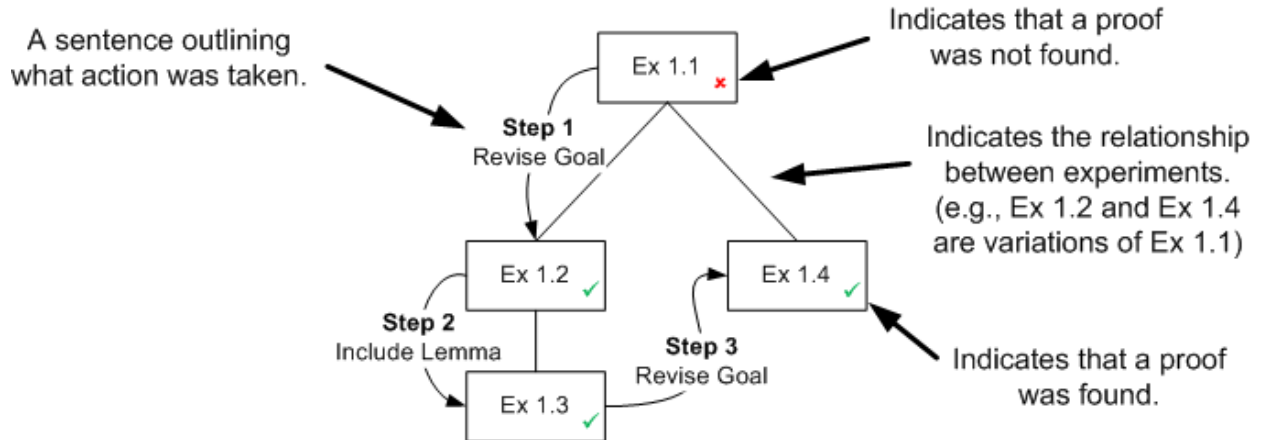 A sentence outlining
what action was taken.
Ex 1.1
Indicates that a proof
was not found.
Step 1
Revise Goal
Indicates the relationship
between experiments.
(e.g., Ex 1.2 and Ex 1.4
are variations of Ex 1.1)
Ex 1.2
Ex 1.4
Step 2
Include Lemma
Step 3
Revise Goal
Indicates that a proof
was found.
Ex 1.3